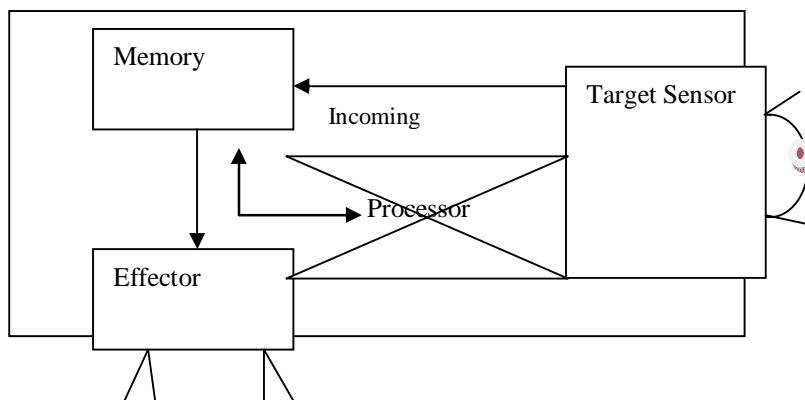 Memory
Target Sensor
Incoming
Processor
Effector